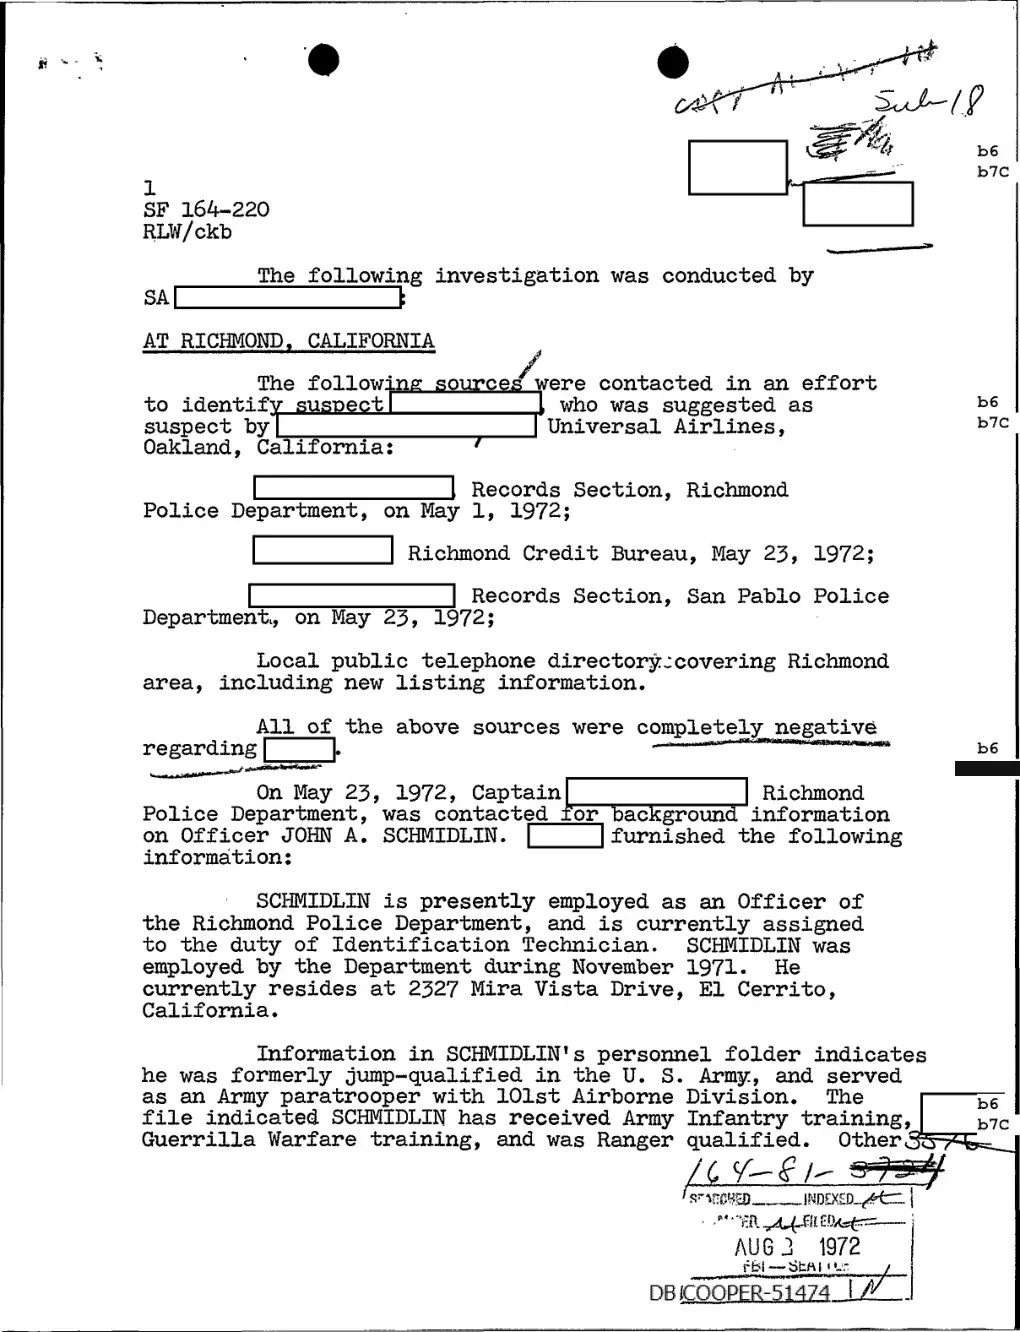 Sub-18
b6
b7C
1
SF 164-220
RLW/ckb
The following investigation was conducted by
SA :
AT RICHMOND, CALIFORNIA
The following sources were contacted in an effort
to identify suspect , who was suggested as
b6
suspect by Universal Airlines,
b7C
Oakland, California:
Records Section, Richmond
Police Department, on May 1, 1972;
Richmond Credit Bureau, May 23, 1972;
Records Section, San Pablo Police
Department, on May 23, 1972;
Local public telephone directory covering Richmond
area, including new listing information.
All of the above sources were completely negative
regarding .
b6
On May 23, 1972, Captain Richmond
Police Department, was contacted for background information
on Officer JOHN A. SCHMIDLIN. furnished the following
information:
SCHMIDLIN is presently employed as an Officer of
the Richmond Police Department, and is currently assigned
to the duty of Identification Technician. SCHMIDLIN was
employed by the Department during November 1971. He
currently resides at 2327 Mira Vista Drive, El Cerrito,
California.
Information in SCHMIDLIN's personnel folder indicates
he was formerly jump-qualified in the U. S. Army, and served
as an Army paratrooper with 101st Airborne Division. The
b6
file indicated SCHMIDLIN has received Army Infantry training,
b7C
Guerrilla Warfare training, and was Ranger qualified. Other
164-81-
SEARCHED INDEXED
FILED
AUG 3 1972
FBI — SEATTLE
DB COOPER-51474